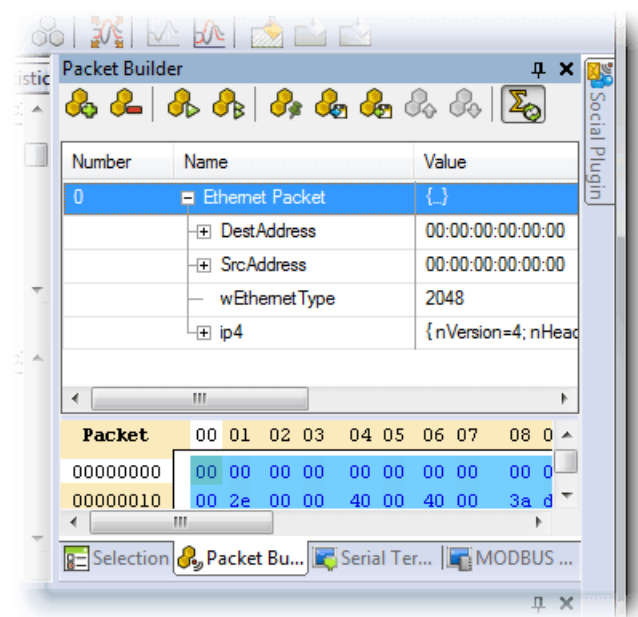 istic
Packet Builder
Social Plugin
Number Name Value
0 Ethernet Packet {...}
DestAddress 00:00:00:00:00:00
SrcAddress 00:00:00:00:00:00
wEthernetType 2048
ip4 { nVersion=4; nHead
Packet 00 01 02 03 04 05 06 07 08 0
00000000 00 00 00 00 00 00 00 00 00 0
00000010 00 2e 00 00 40 00 40 00 3a d
Selection Packet Bu... Serial Ter... MODBUS ...